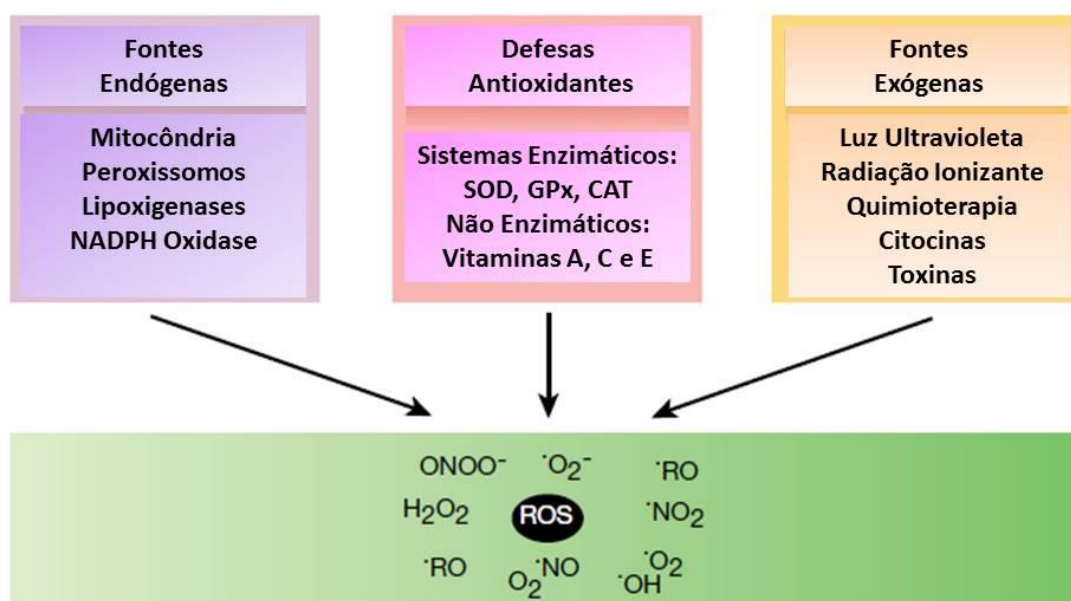 Fontes
Endógenas
Mitocôndria
Peroxissomos
Lipoxigenases
NADPH Oxidase
Defesas
Antioxidantes
Sistemas Enzimáticos:
SOD, GPx, CAT
Não Enzimáticos:
Vitaminas A, C e E
Fontes
Exógenas
Luz Ultravioleta
Radiação Ionizante
Quimioterapia
Citocinas
Toxinas
ONOO⁻ ˙O₂⁻ ˙RO
H₂O₂ ROS ˙NO₂
˙RO O₂ ˙NO ˙OH ˙O₂